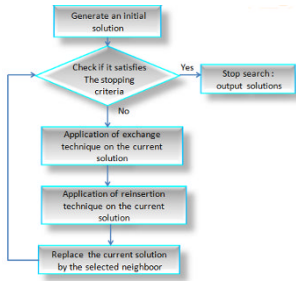 Generate an initial
solution
Check if it satisfies
The stopping
criteria
Yes
Stop search :
output solutions
No
Application of exchange
technique on the current
solution
Application of reinsertion
technique on the current
solution
Replace the current solution
by the selected neighboor